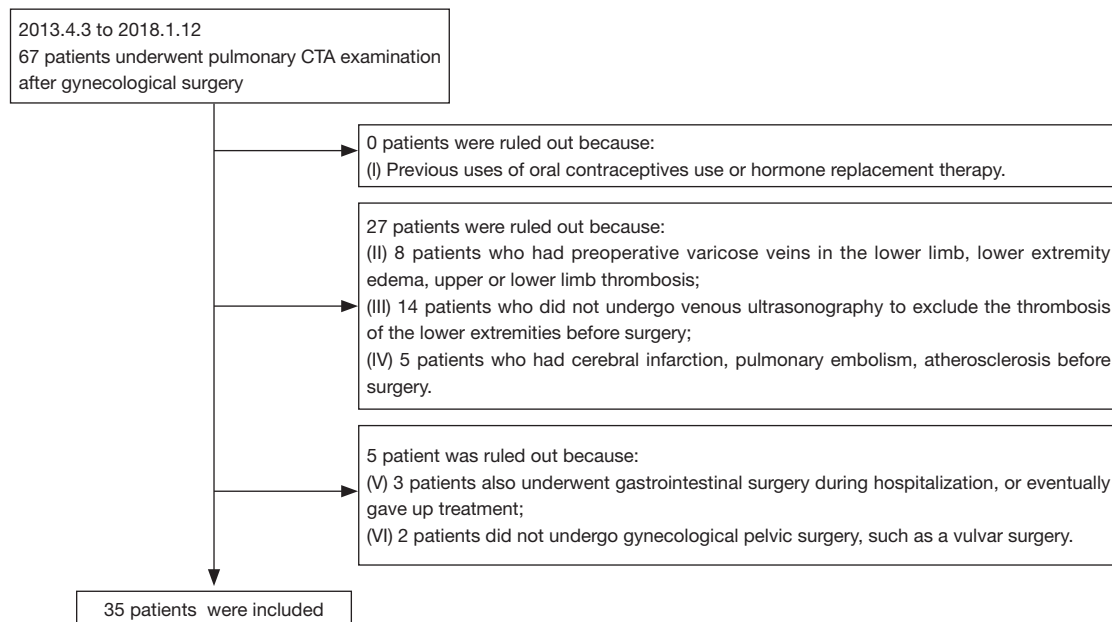 2013.4.3 to 2018.1.12
67 patients underwent pulmonary CTA examination
after gynecological surgery
0 patients were ruled out because:
(I) Previous uses of oral contraceptives use or hormone replacement therapy.
27 patients were ruled out because:
(II) 8 patients who had preoperative varicose veins in the lower limb, lower extremity
edema, upper or lower limb thrombosis;
(III) 14 patients who did not undergo venous ultrasonography to exclude the thrombosis
of the lower extremities before surgery;
(IV) 5 patients who had cerebral infarction, pulmonary embolism, atherosclerosis before
surgery.
5 patient was ruled out because:
(V) 3 patients also underwent gastrointestinal surgery during hospitalization, or eventually
gave up treatment;
(VI) 2 patients did not undergo gynecological pelvic surgery, such as a vulvar surgery.
35 patients were included